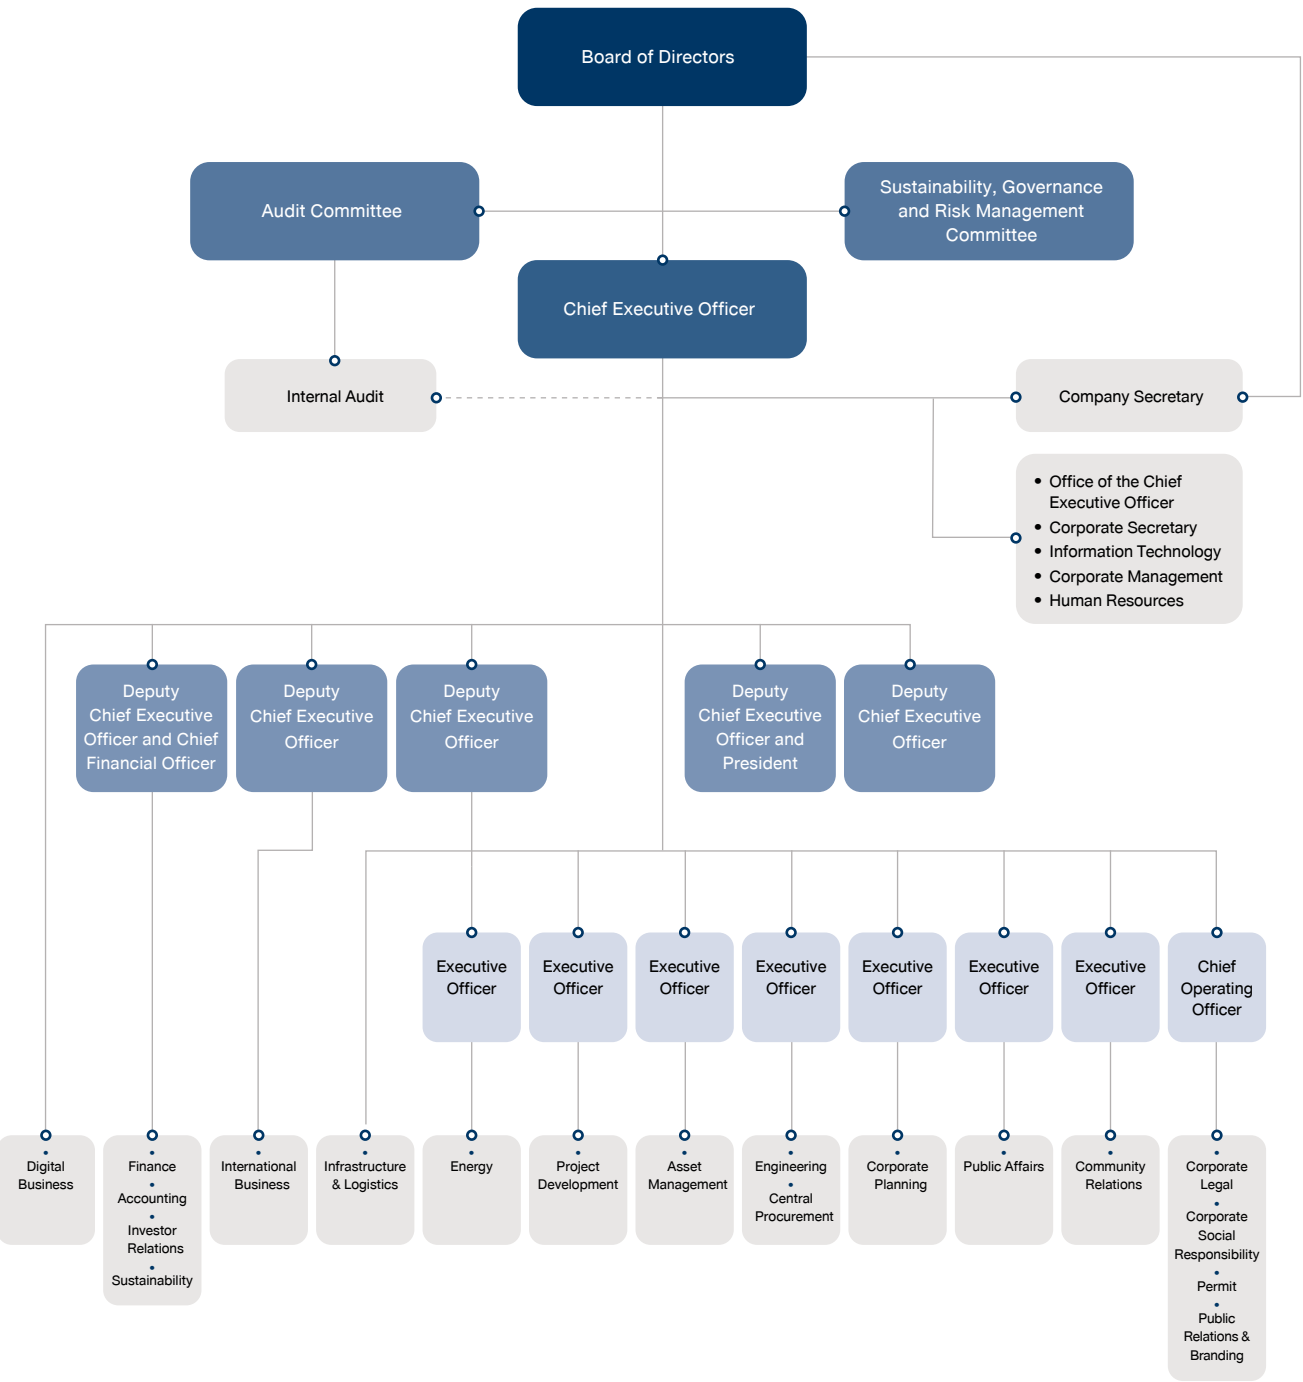 Board of Directors
Audit Committee
Sustainability, Governance
and Risk Management
Committee
Chief Executive Officer
Internal Audit
Company Secretary
• Office of the Chief
Executive Officer
• Corporate Secretary
• Information Technology
• Corporate Management
• Human Resources
Deputy
Chief Executive
Officer and Chief
Financial Officer
Deputy
Chief Executive
Officer
Deputy
Chief Executive
Officer
Deputy
Chief Executive
Officer and
President
Deputy
Chief Executive
Officer
Executive
Officer
Executive
Officer
Executive
Officer
Executive
Officer
Executive
Officer
Executive
Officer
Executive
Officer
Chief
Operating
Officer
•
Digital
Business
•
Finance
•
Accounting
•
Investor
Relations
•
Sustainability
•
International
Business
•
Infrastructure
& Logistics
•
Energy
•
Project
Development
•
Asset
Management
•
Engineering
•
Central
Procurement
•
Corporate
Planning
•
Public Affairs
•
Community
Relations
•
Corporate
Legal
•
Corporate
Social
Responsibility
•
Permit
•
Public
Relations &
Branding